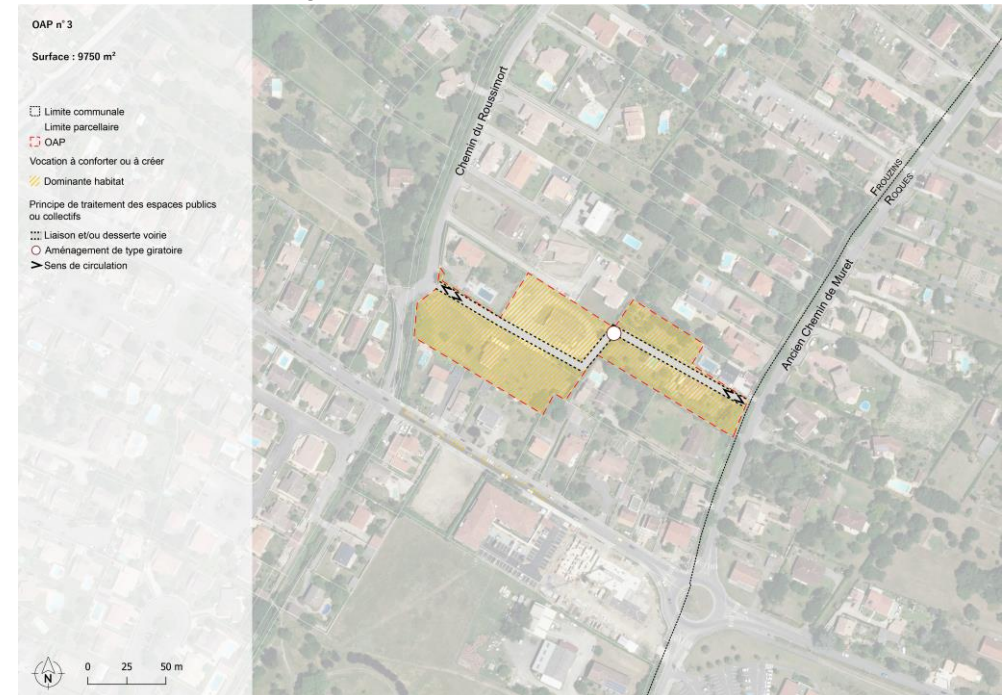 OAP n° 3
Surface : 9750 m²
Limite communale
Limite parcellaire
OAP
Vocation à conforter ou à créer
Dominante habitat
Principe de traitement des espaces publics
ou collectifs
Liaison et/ou desserte voirie
Aménagement de type giratoire
Sens de circulation
Chemin du Roussimort
FROUZINS
ROQUES
Ancien Chemin de Muret
N
0 25 50 m